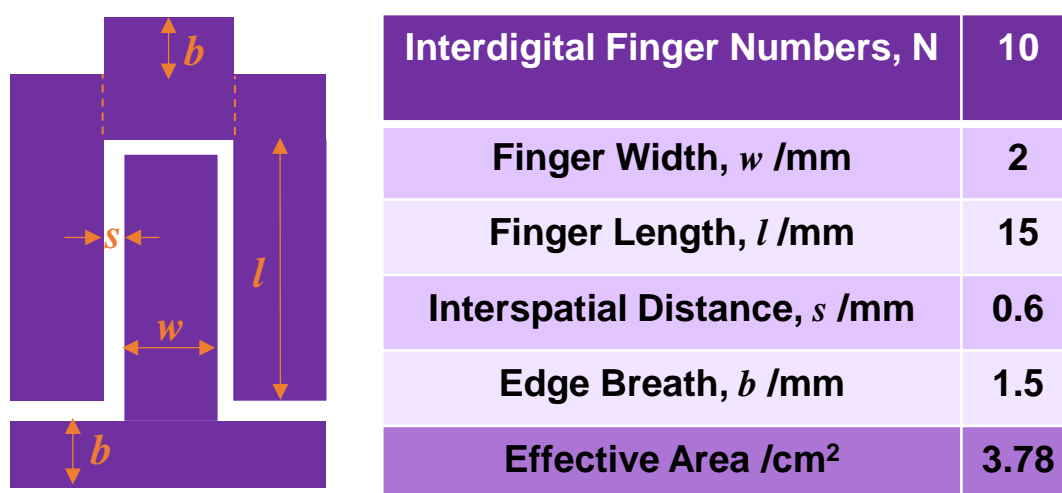 b
s
l
w
b
Interdigital Finger Numbers, N 10
Finger Width, w /mm 2
Finger Length, l /mm 15
Interspatial Distance, s /mm 0.6
Edge Breath, b /mm 1.5
Effective Area /cm² 3.78